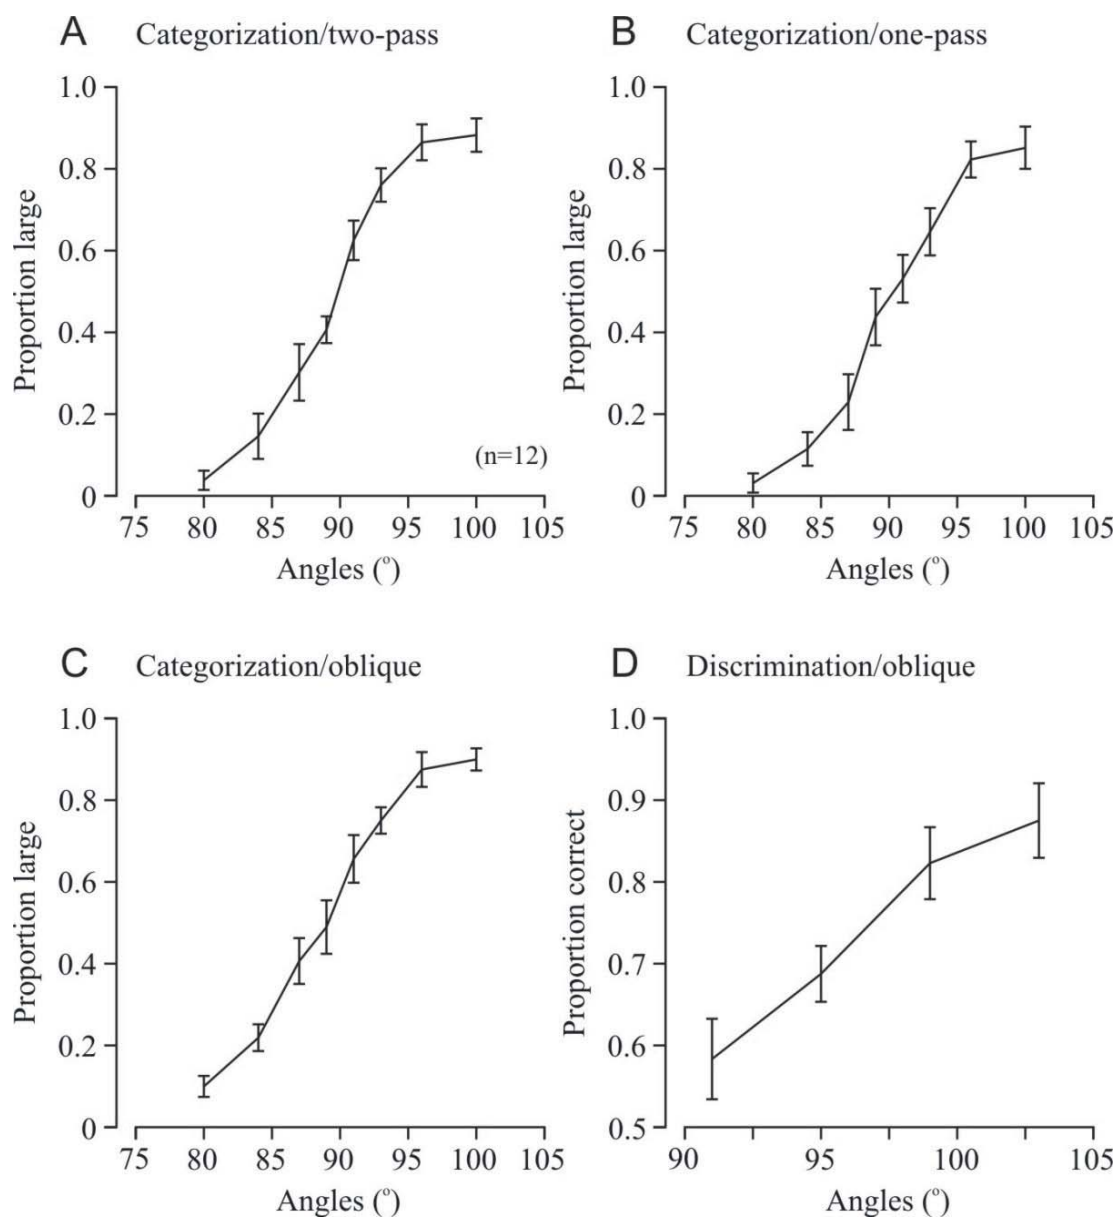 A Categorization/two-pass
1.0
0.8
0.6
0.4
0.2
0
Proportion large
(n=12)
75 80 85 90 95 100 105
Angles (°)
B Categorization/one-pass
1.0
0.8
0.6
0.4
0.2
0
Proportion large
75 80 85 90 95 100 105
Angles (°)
C Categorization/oblique
1.0
0.8
0.6
0.4
0.2
0
Proportion large
75 80 85 90 95 100 105
Angles (°)
D Discrimination/oblique
1.0
0.9
0.8
0.7
0.6
0.5
Proportion correct
90 95 100 105
Angles (°)